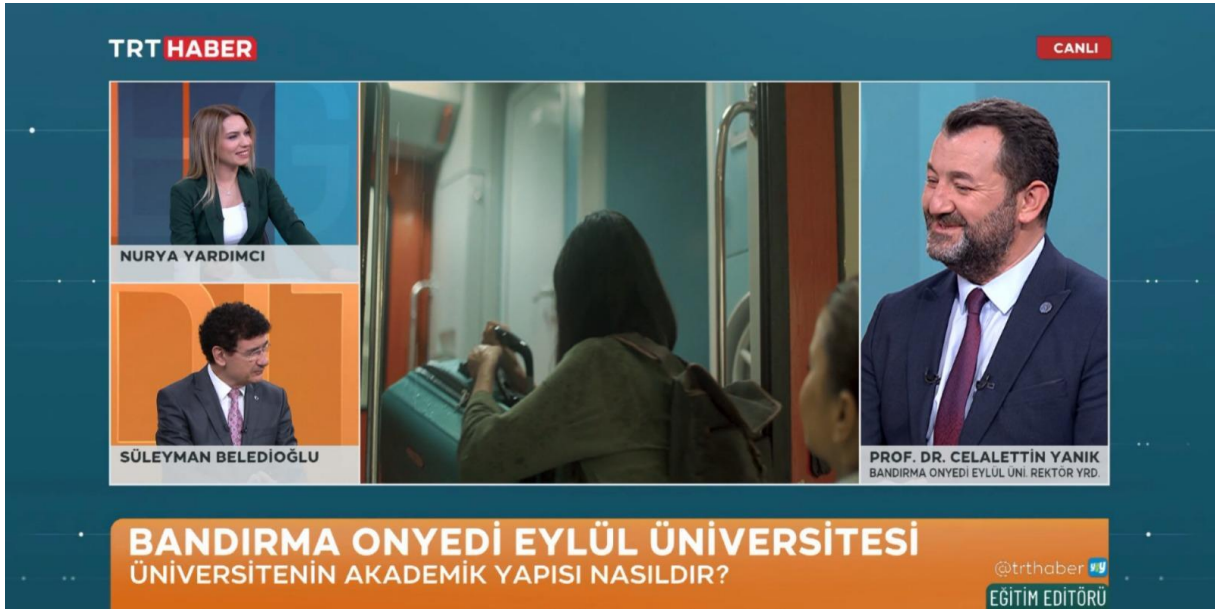 TRT HABER
CANLI
NURYA YARDIMCI
SÜLEYMAN BELEDİOĞLU
PROF. DR. CELALETTİN YANIK
BANDIRMA ONYEDİ EYLÜL ÜNİ. REKTÖR YRD.
BANDIRMA ONYEDİ EYLÜL ÜNİVERSİTESİ
ÜNİVERSİTENİN AKADEMİK YAPISI NASILDIR?
@trthaber
EĞİTİM EDİTÖRÜ